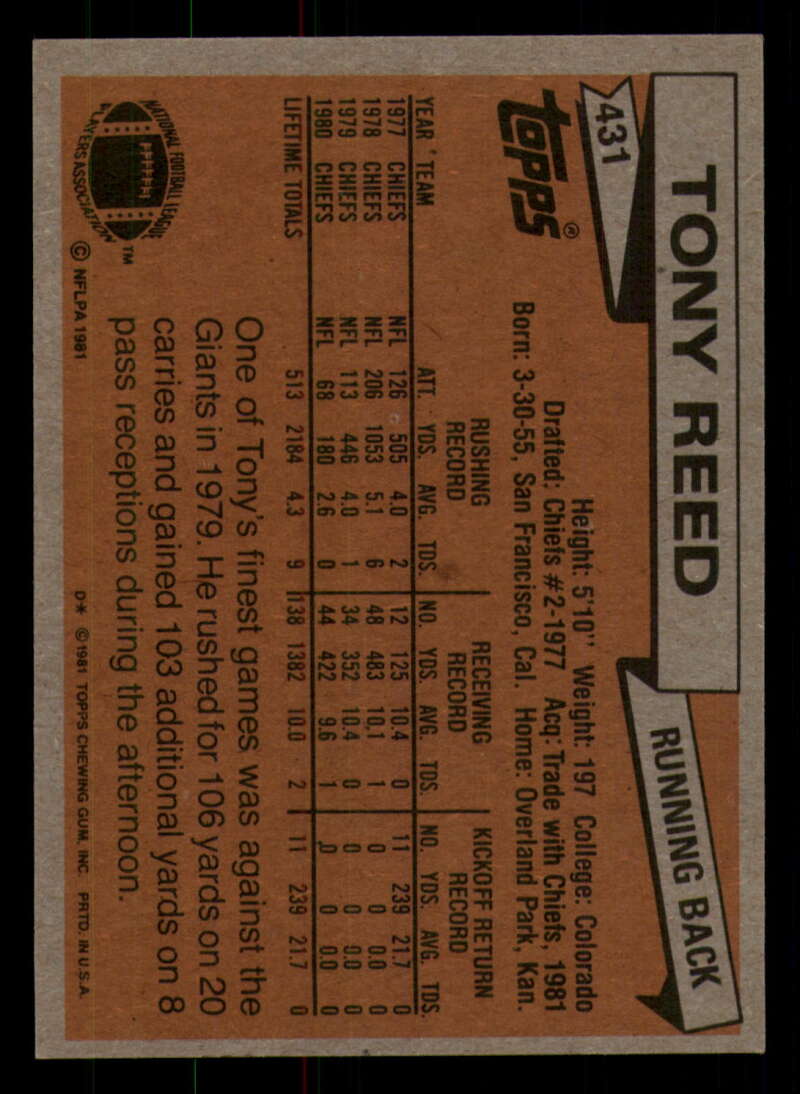 TONY REED
RUNNING BACK
431
TOPPS®
Height: 5'10" Weight: 197 College: Colorado
Drafted: Chiefs #2-1977 Acq: Trade with Chiefs, 1981
Born: 3-30-55, San Francisco, Cal. Home: Overland Park, Kan.
RUSHING RECORD RECEIVING RECORD KICKOFF RETURN RECORD
YEAR TEAM ATT. YDS. AVG. TDS. NO. YDS. AVG. TDS. NO. YDS. AVG. TDS.
1977 CHIEFS NFL 126 505 4.0 2 12 125 10.4 0 11 239 21.7 0
1978 CHIEFS NFL 206 1053 5.1 6 48 483 10.1 1 0 0 0.0 0
1979 CHIEFS NFL 113 446 4.0 1 34 352 10.4 0 0 0 0.0 0
1980 CHIEFS NFL 68 180 2.6 0 44 422 9.6 1 0 0 0.0 0
LIFETIME TOTALS 513 2184 4.3 9 138 1382 10.0 2 11 239 21.7 0
NATIONAL FOOTBALL LEAGUE
PLAYERS ASSOCIATION
TM
© NFLPA 1981
One of Tony's finest games was against the
Giants in 1979. He rushed for 106 yards on 20
carries and gained 103 additional yards on 8
pass receptions during the afternoon.
D* ©1981 TOPPS CHEWING GUM, INC. PRTD. IN U.S.A.